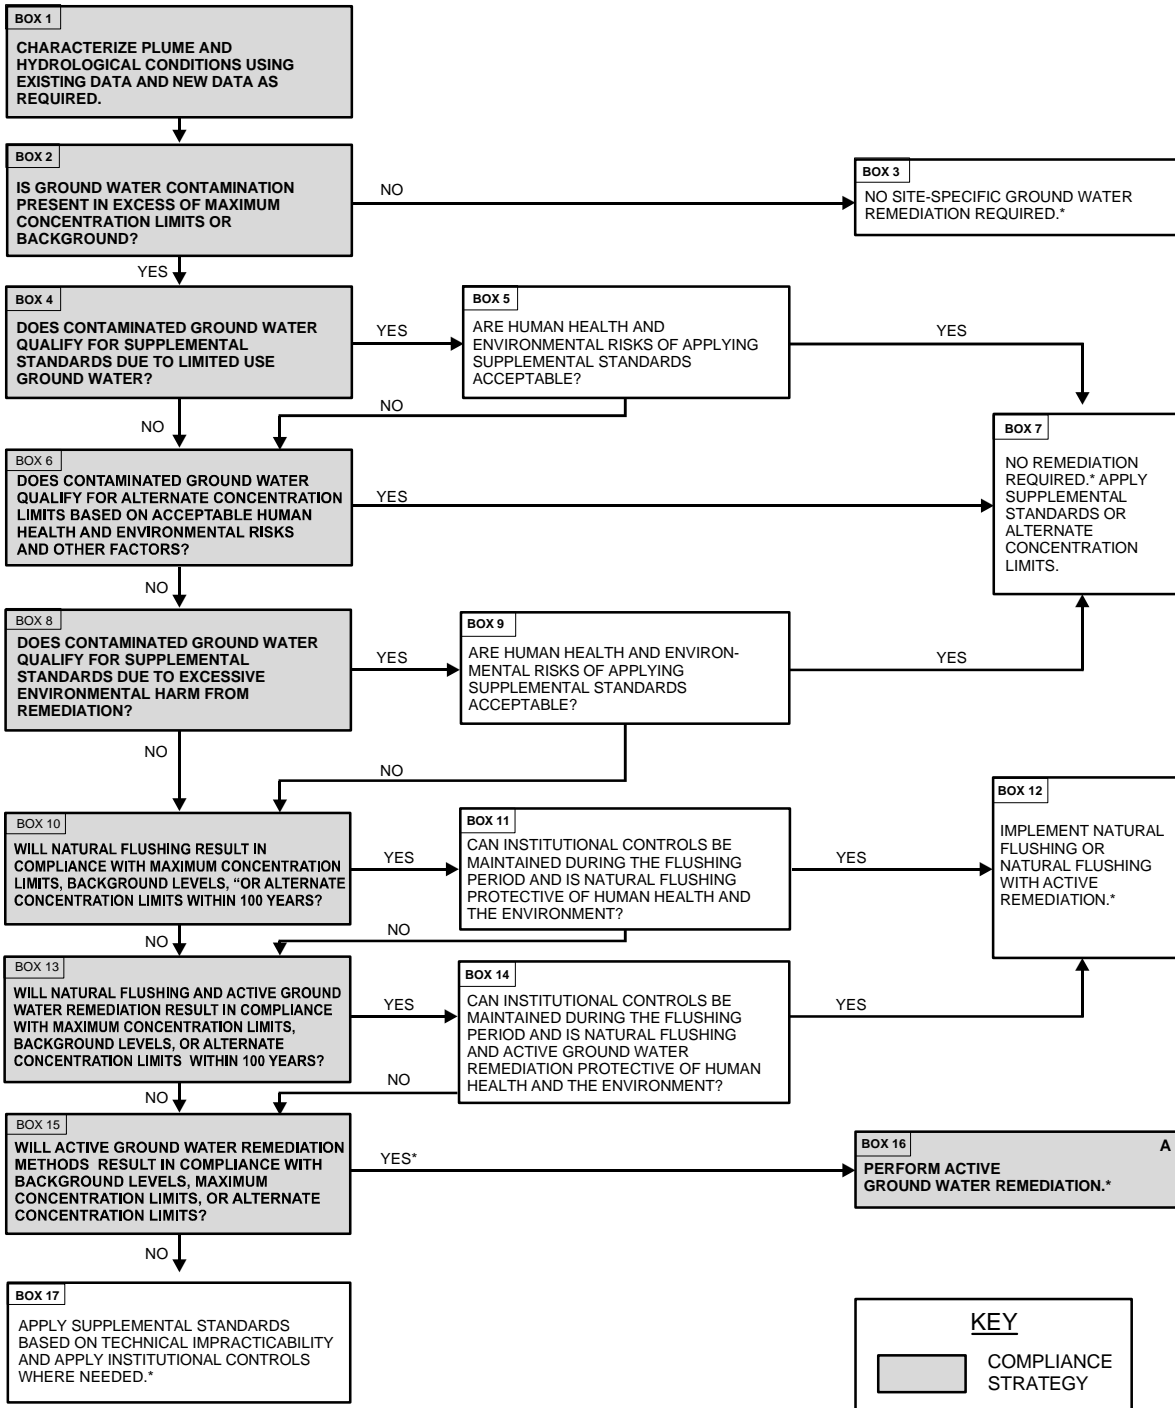 BOX 1
CHARACTERIZE PLUME AND
HYDROLOGICAL CONDITIONS USING
EXISTING DATA AND NEW DATA AS
REQUIRED.
BOX 2
IS GROUND WATER CONTAMINATION
PRESENT IN EXCESS OF MAXIMUM
CONCENTRATION LIMITS OR
BACKGROUND?
NO
BOX 3
NO SITE-SPECIFIC GROUND WATER
REMEDIATION REQUIRED.*
YES
BOX 4
DOES CONTAMINATED GROUND WATER
QUALIFY FOR SUPPLEMENTAL
STANDARDS DUE TO LIMITED USE
GROUND WATER?
YES
BOX 5
ARE HUMAN HEALTH AND
ENVIRONMENTAL RISKS OF APPLYING
SUPPLEMENTAL STANDARDS
ACCEPTABLE?
YES
NO
NO
BOX 6
DOES CONTAMINATED GROUND WATER
QUALIFY FOR ALTERNATE CONCENTRATION
LIMITS BASED ON ACCEPTABLE HUMAN
HEALTH AND ENVIRONMENTAL RISKS
AND OTHER FACTORS?
YES
BOX 7
NO REMEDIATION
REQUIRED.* APPLY
SUPPLEMENTAL
STANDARDS OR
ALTERNATE
CONCENTRATION
LIMITS.
NO
BOX 8
DOES CONTAMINATED GROUND WATER
QUALIFY FOR SUPPLEMENTAL
STANDARDS DUE TO EXCESSIVE
ENVIRONMENTAL HARM FROM
REMEDIATION?
YES
BOX 9
ARE HUMAN HEALTH AND ENVIRON-
MENTAL RISKS OF APPLYING
SUPPLEMENTAL STANDARDS
ACCEPTABLE?
YES
NO
NO
BOX 10
WILL NATURAL FLUSHING RESULT IN
COMPLIANCE WITH MAXIMUM CONCENTRATION
LIMITS, BACKGROUND LEVELS, “OR ALTERNATE
CONCENTRATION LIMITS WITHIN 100 YEARS?
YES
BOX 11
CAN INSTITUTIONAL CONTROLS BE
MAINTAINED DURING THE FLUSHING
PERIOD AND IS NATURAL FLUSHING
PROTECTIVE OF HUMAN HEALTH AND
THE ENVIRONMENT?
YES
BOX 12
IMPLEMENT NATURAL
FLUSHING OR
NATURAL FLUSHING
WITH ACTIVE
REMEDIATION.*
NO
NO
BOX 13
WILL NATURAL FLUSHING AND ACTIVE GROUND
WATER REMEDIATION RESULT IN COMPLIANCE
WITH MAXIMUM CONCENTRATION LIMITS,
BACKGROUND LEVELS, OR ALTERNATE
CONCENTRATION LIMITS WITHIN 100 YEARS?
YES
BOX 14
CAN INSTITUTIONAL CONTROLS BE
MAINTAINED DURING THE FLUSHING
PERIOD AND IS NATURAL FLUSHING
AND ACTIVE GROUND WATER
REMEDIATION PROTECTIVE OF HUMAN
HEALTH AND THE ENVIRONMENT?
YES
NO
NO
BOX 15
WILL ACTIVE GROUND WATER REMEDIATION
METHODS RESULT IN COMPLIANCE WITH
BACKGROUND LEVELS, MAXIMUM
CONCENTRATION LIMITS, OR ALTERNATE
CONCENTRATION LIMITS?
YES*
BOX 16
A
PERFORM ACTIVE
GROUND WATER REMEDIATION.*
NO
BOX 17
APPLY SUPPLEMENTAL STANDARDS
BASED ON TECHNICAL IMPRACTICABILITY
AND APPLY INSTITUTIONAL CONTROLS
WHERE NEEDED.*
KEY
COMPLIANCE
STRATEGY